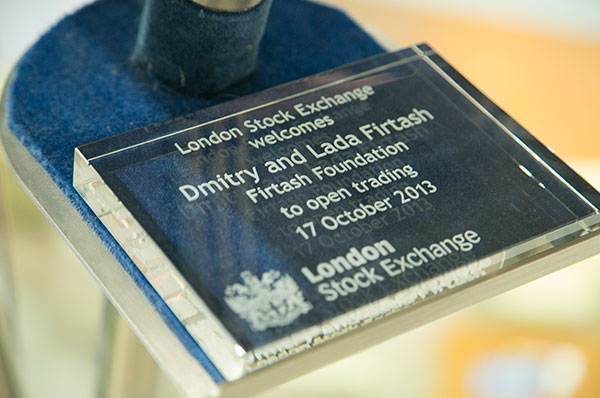 London Stock Exchange
welcomes
Dmitry and Lada Firtash
Firtash Foundation
to open trading
17 October 2013
London
Stock Exchange